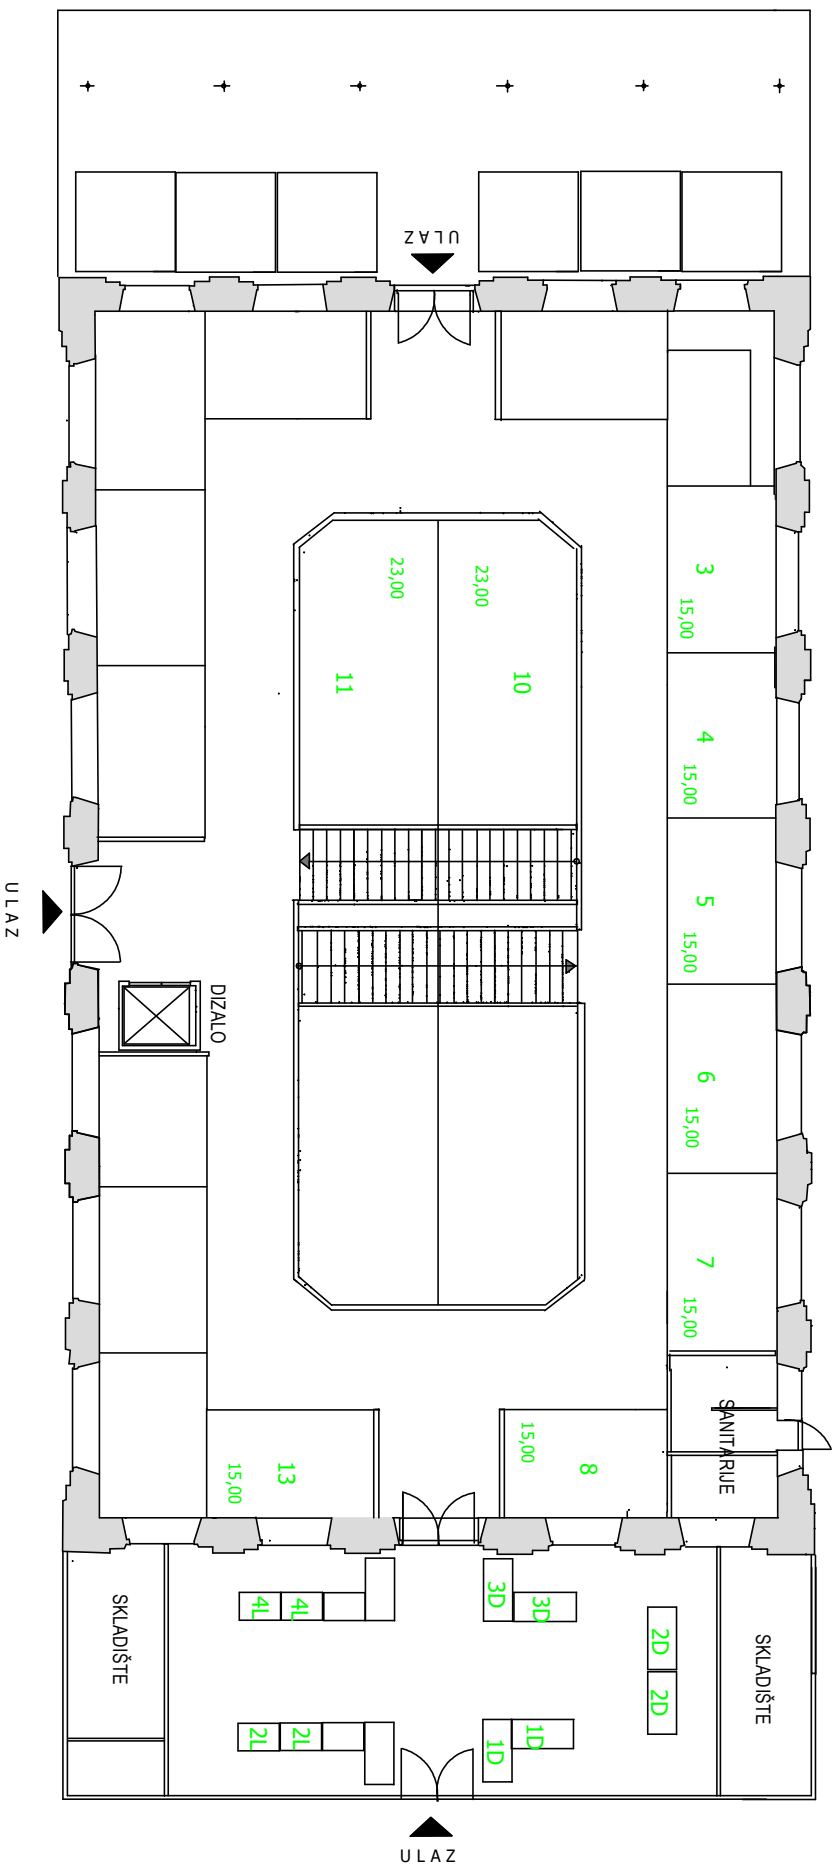 ULAZ
3
15,00
23,00
23,00
10
11
4
15,00
5
15,00
ULAZ
DIZALO
6
15,00
7
15,00
SANITARIJE
15,00
8
13
15,00
SKLADIŠTE
4L
4L
3D
3D
2D
2D
SKLADIŠTE
2L
2L
1D
1D
ULAZ